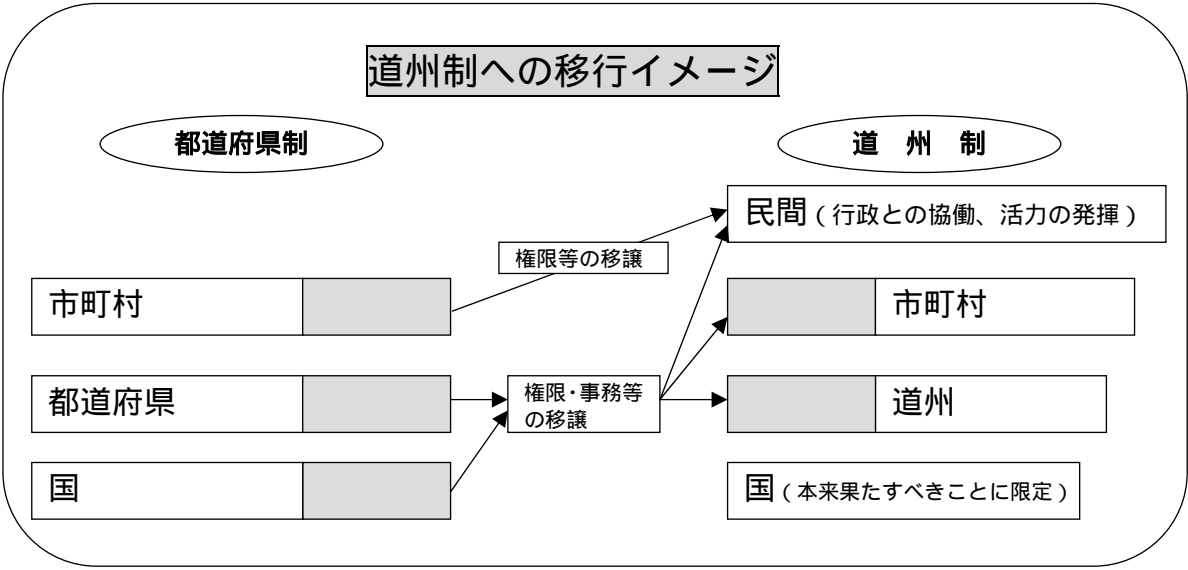 道州制への移行イメージ
都道府県制
道 州 制
民間（行政との協働、活力の発揮）
権限等の移譲
市町村
市町村
都道府県
権限・事務等
の移譲
道州
国
国（本来果たすべきことに限定）